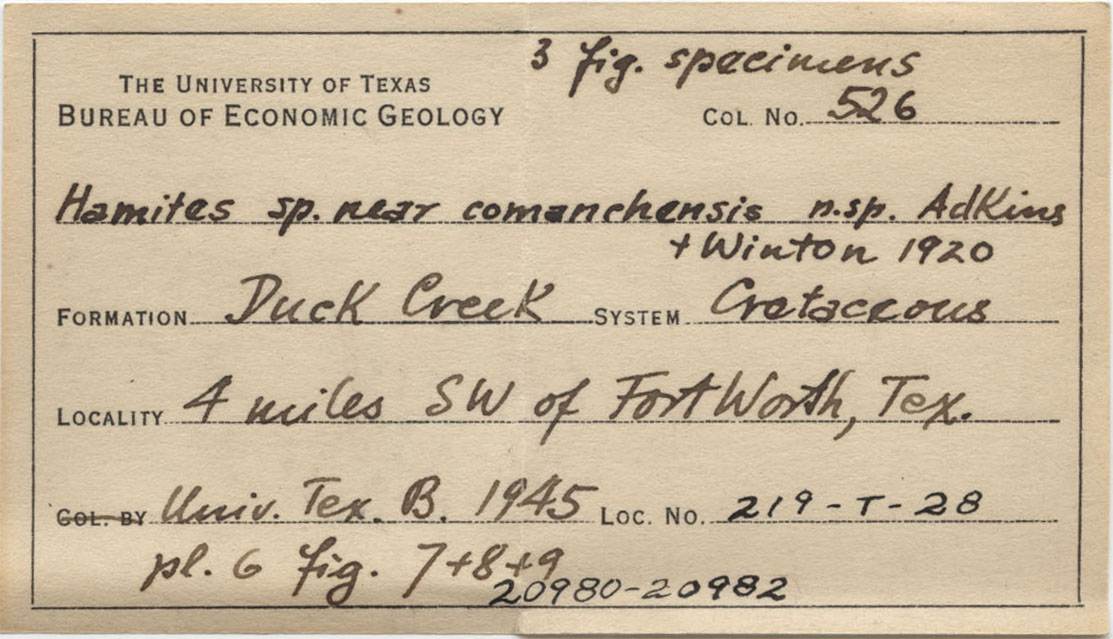 3 fig. specimens
THE UNIVERSITY OF TEXAS
BUREAU OF ECONOMIC GEOLOGY
COL. NO. 526
Hamites sp. near comanchensis n.sp. Adkins
+ Winton 1920
FORMATION Duck Creek SYSTEM Cretaceous
LOCALITY 4 miles SW of Fort Worth, Tex.
COL. BY Univ. Tex. B. 1945 LOC. NO. 219-T-28
pl. 6 fig. 7+8+9
20980-20982